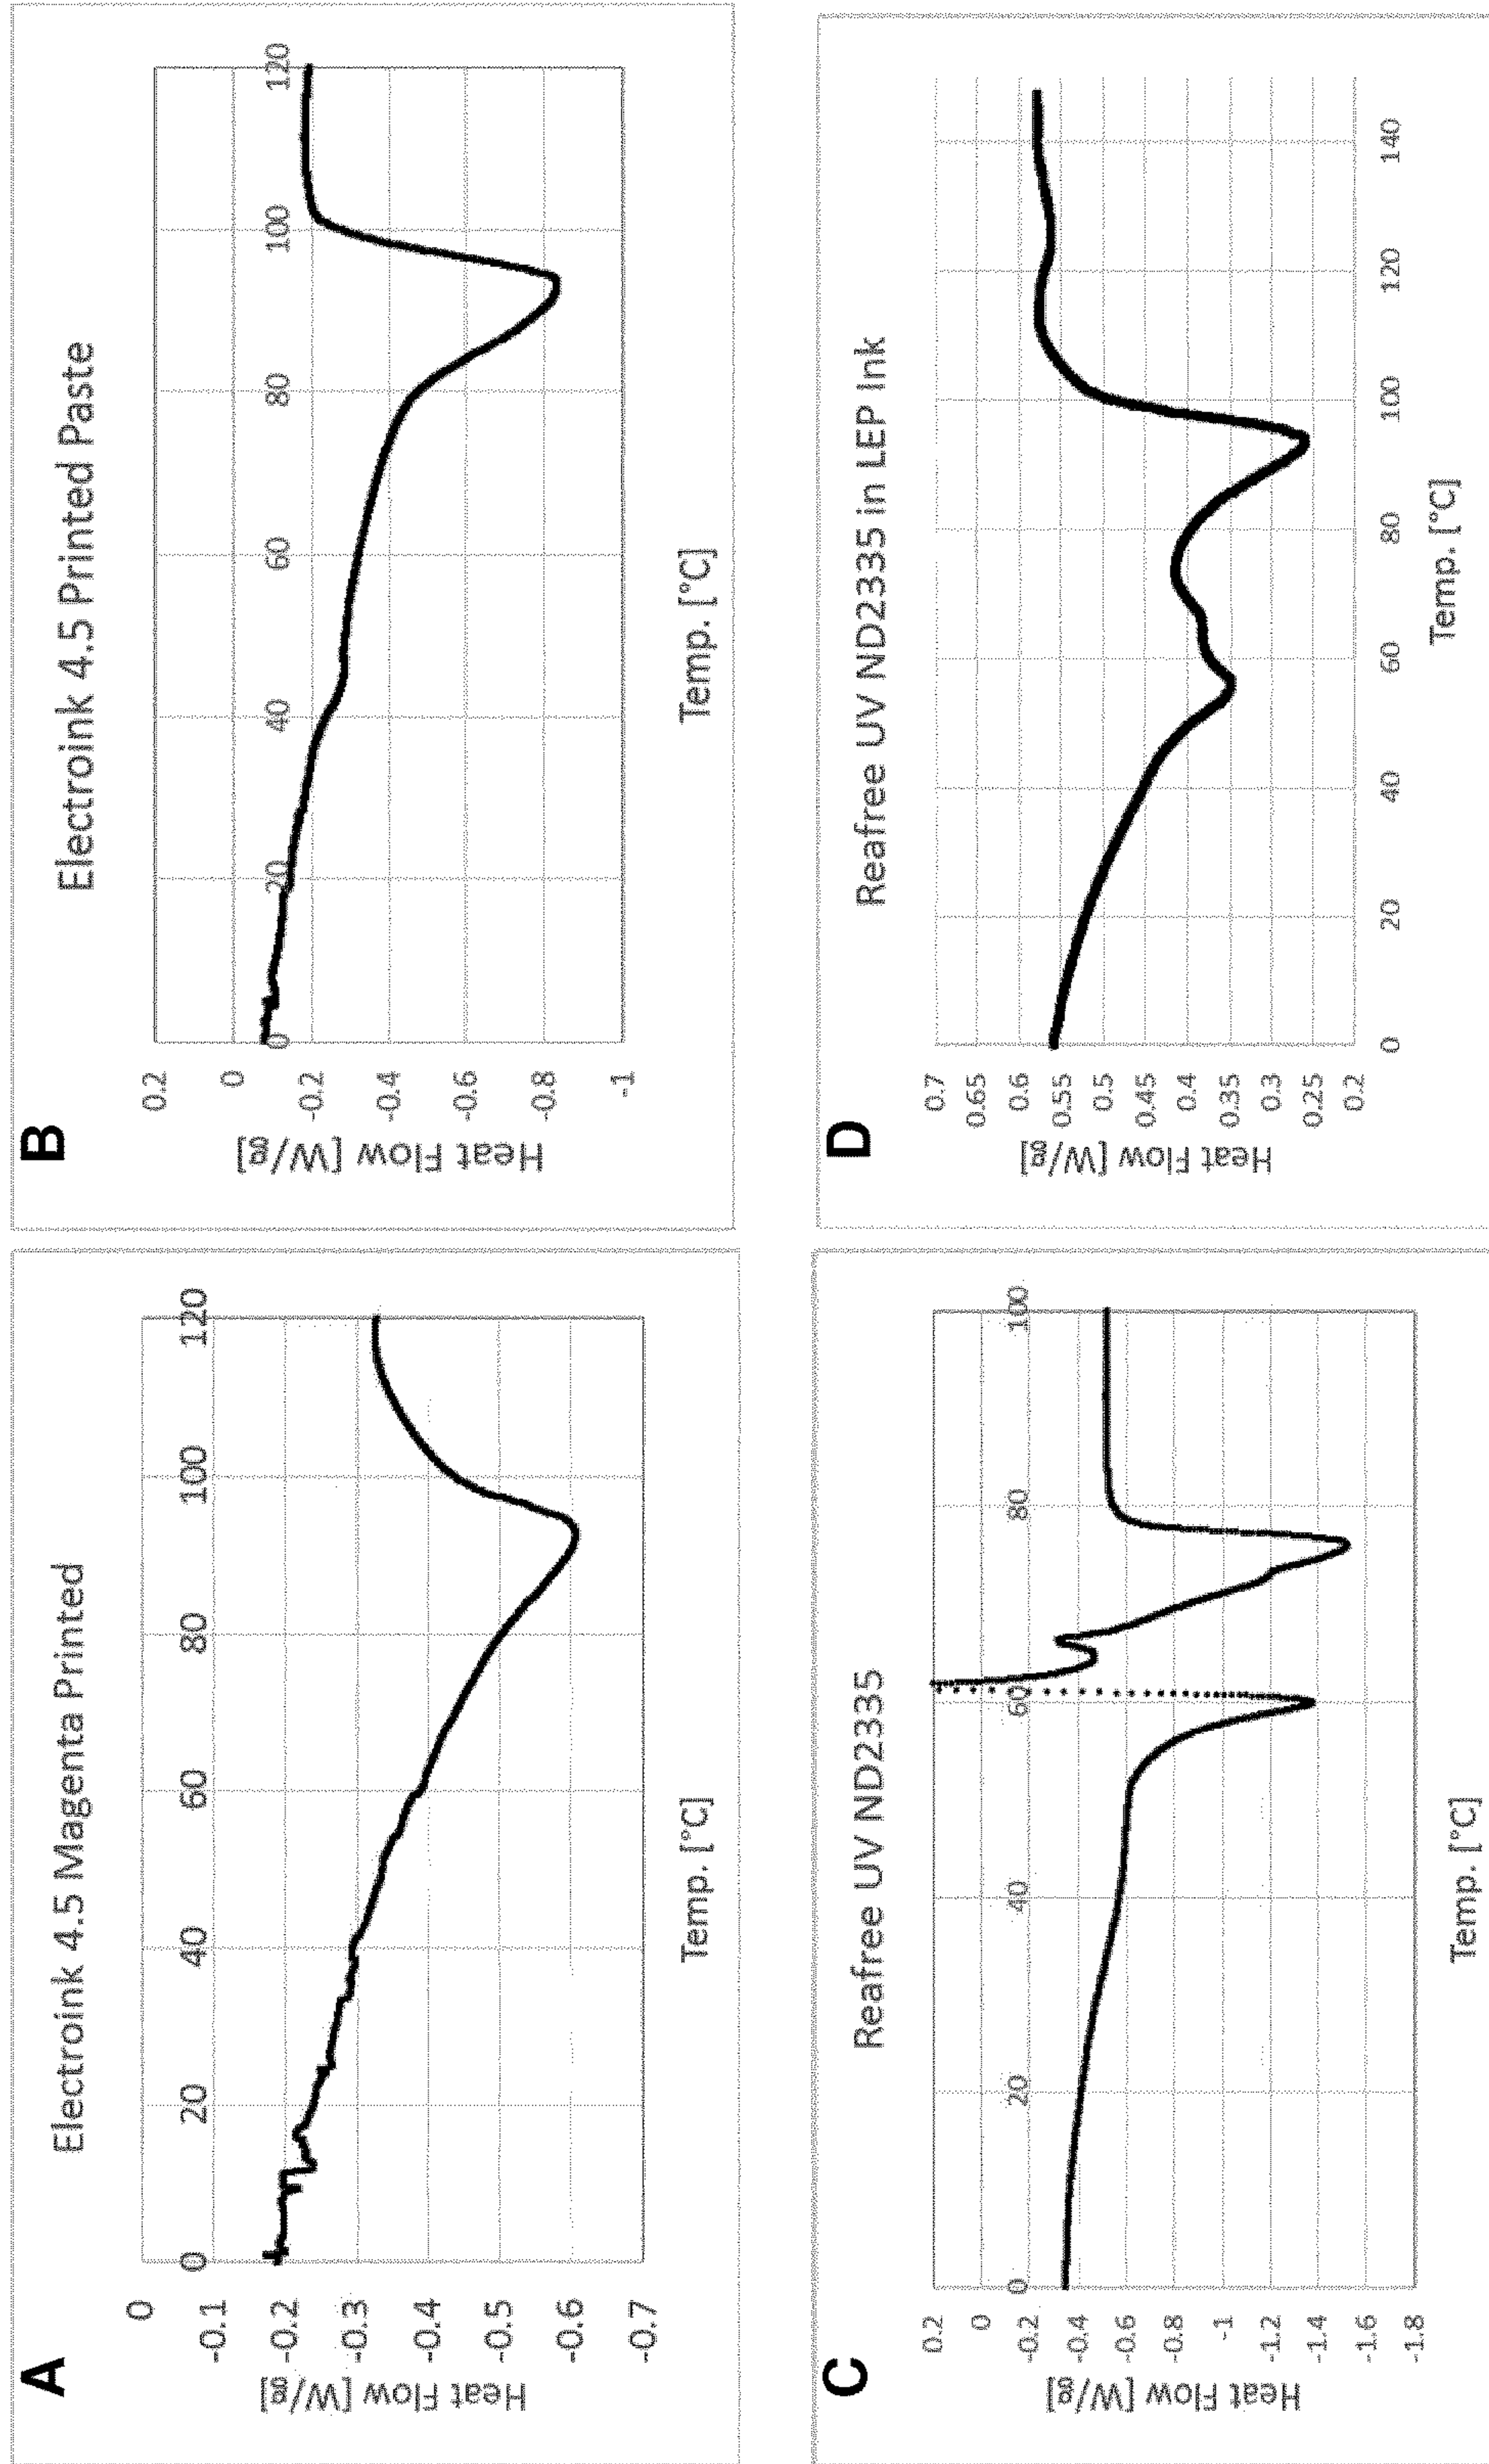 A
Electroink 4.5 Magenta Printed
0 20 40 60 80 100 120
0
-0.1
-0.2
-0.3
-0.4
-0.5
-0.6
-0.7
Heat Flow [W/g]
Temp. [°C]
B
Electroink 4.5 Printed Paste
0.2
0
-0.2
-0.4
-0.6
-0.8
-1
0 20 40 60 80 100 120
Heat Flow [W/g]
Temp. [°C]
C
Reafree UV ND2335
0.2
0
-0.2
-0.4
-0.6
-0.8
-1
-1.2
-1.4
-1.6
-1.8
0 20 40 60 80 100
Heat Flow [W/g]
Temp. [°C]
D
Reafree UV ND2335 in LEP Ink
0.7
0.65
0.6
0.55
0.5
0.45
0.4
0.35
0.3
0.25
0.2
0 20 40 60 80 100 120 140
Heat Flow [W/g]
Temp. [°C]